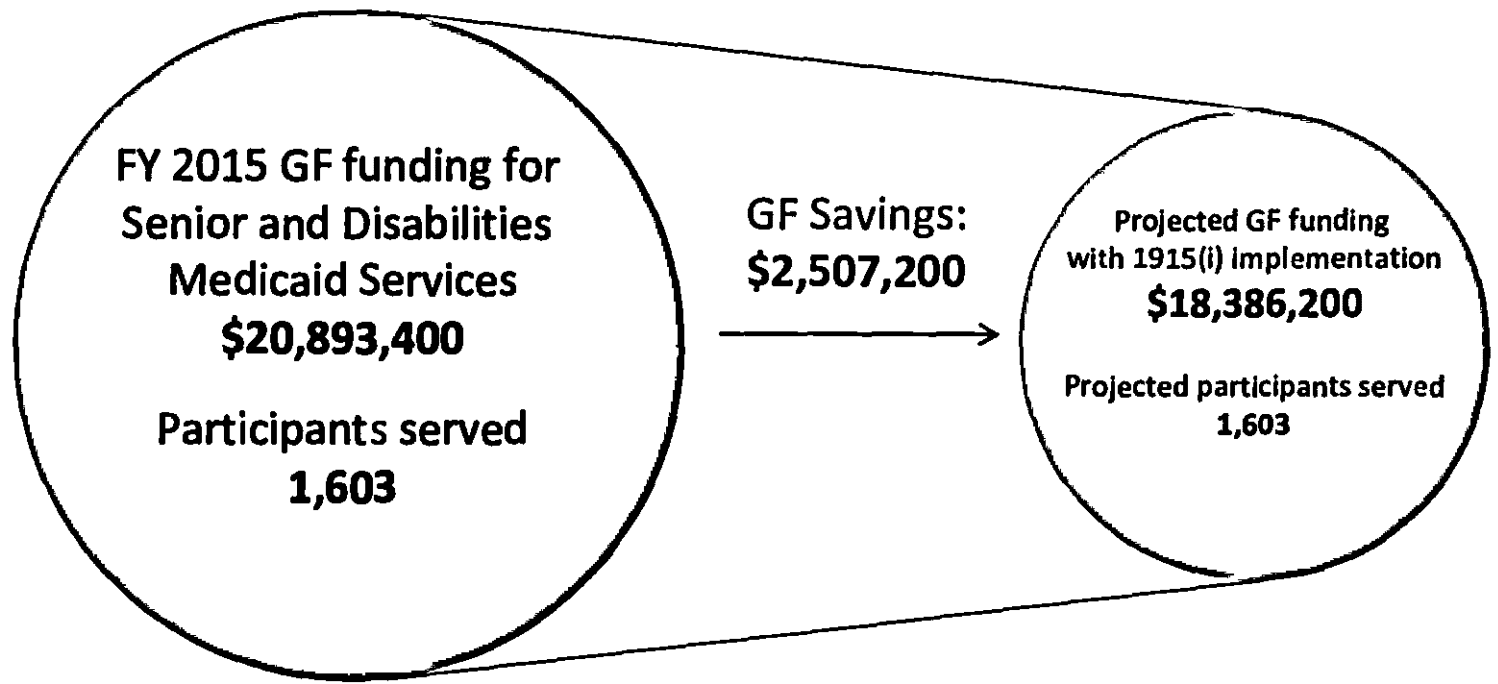 FY 2015 GF funding for
Senior and Disabilities
Medicaid Services
$20,893,400
Participants served
1,603
GF Savings:
$2,507,200
Projected GF funding
with 1915(i) implementation
$18,386,200
Projected participants served
1,603